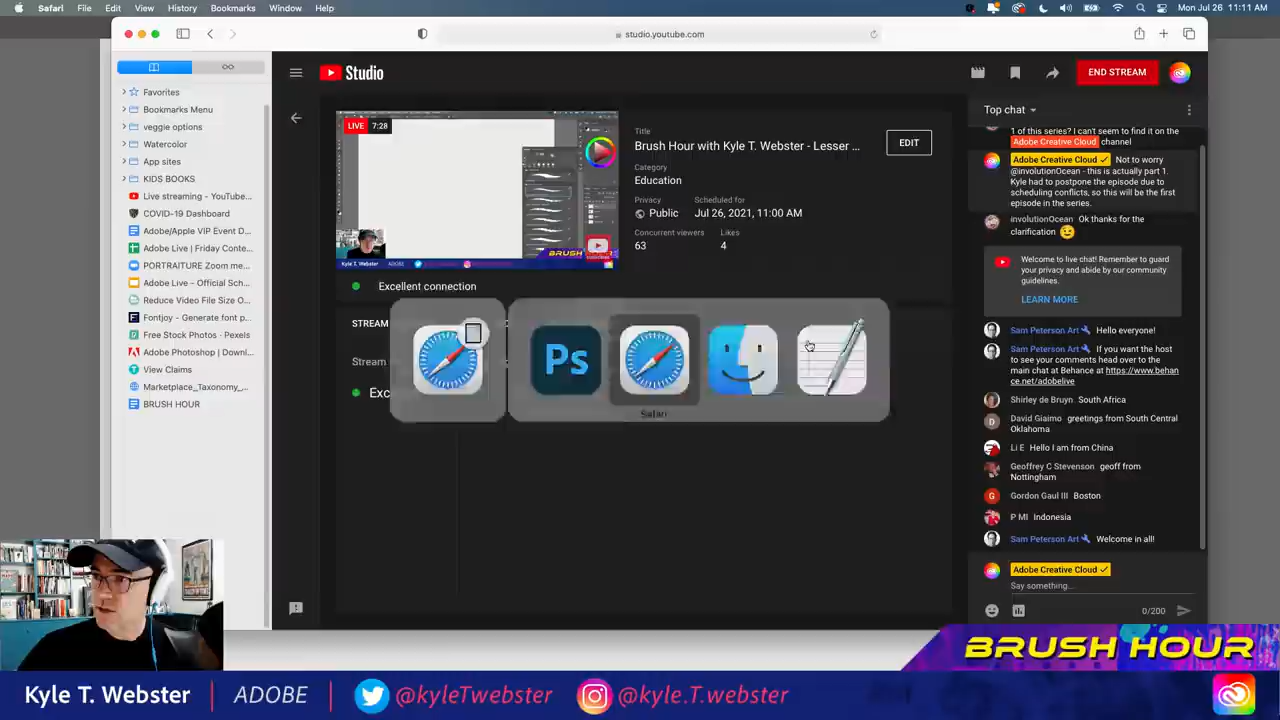 Safari File Edit View History Bookmarks Window Help
Mon Jul 26 11:11 AM
studio.youtube.com
Favorites
Bookmarks Menu
veggie options
Watercolor
App sites
KIDS BOOKS
Live streaming - YouTube...
COVID-19 Dashboard
Adobe/Apple VIP Event D...
Adobe Live | Friday Conte...
PORTRAITURE Zoom me...
Adobe Live - Official Sch...
Reduce Video File Size O...
Fontjoy - Generate font p...
Free Stock Photos - Pexels
Adobe Photoshop | Downl...
View Claims
Marketplace_Taxonomy_...
BRUSH HOUR
Studio
END STREAM
LIVE 7:28
Kyle T. Webster ADOBE
Title
Brush Hour with Kyle T. Webster - Lesser ...
EDIT
Category
Education
Privacy Scheduled for
Public Jul 26, 2021, 11:00 AM
Concurrent viewers Likes
63 4
Excellent connection
STREAM
Stream
Exc
Ps
Safari
Top chat
1 of this series? I can't seem to find it on the
Adobe Creative Cloud channel
Adobe Creative Cloud Not to worry
@involutionOcean - this is actually part 1.
Kyle had to postpone the episode due to
scheduling conflicts, so this will be the first
episode in the series.
involutionOcean Ok thanks for the
clarification
Welcome to live chat! Remember to guard
your privacy and abide by our community
guidelines.
LEARN MORE
Sam Peterson Art Hello everyone!
Sam Peterson Art If you want the host
to see your comments head over to the
main chat at Behance at https://www.behan
ce.net/adobelive
Shirley de Bruyn South Africa
David Giaimo greetings from South Central
Oklahoma
Li E Hello I am from China
Geoffrey C Stevenson geoff from
Nottingham
Gordon Gaul III Boston
P MI Indonesia
Sam Peterson Art Welcome in all!
Adobe Creative Cloud
Say something...
0/200
BRUSH HOUR
Kyle T. Webster | ADOBE @kyleTwebster @kyle.T.webster